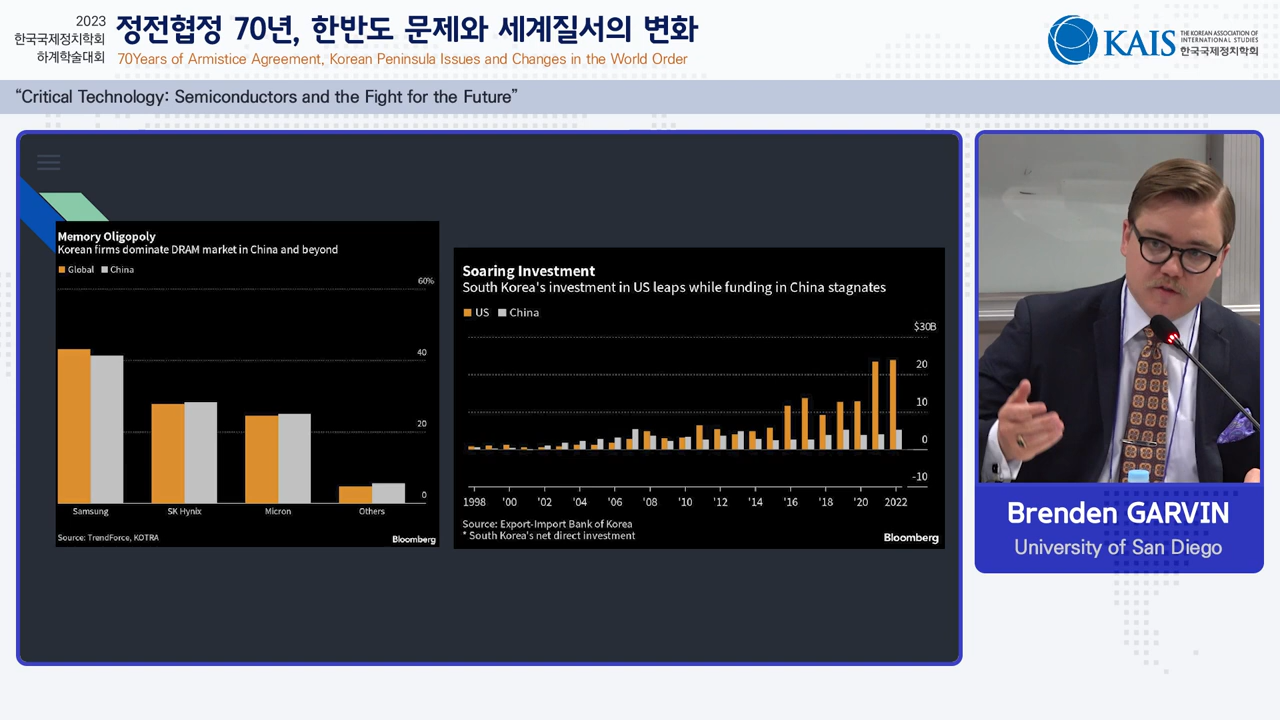 2023
한국국제정치학회
하계학술대회
정전협정 70년, 한반도 문제와 세계질서의 변화
70Years of Armistice Agreement, Korean Peninsula Issues and Changes in the World Order
KAIS
THE KOREAN ASSOCIATION OF
INTERNATIONAL STUDIES
한국국제정치학회
“Critical Technology: Semiconductors and the Fight for the Future”
Memory Oligopoly
Korean firms dominate DRAM market in China and beyond
Global China
60%
40
20
0
Samsung SK Hynix Micron Others
Source: TrendForce, KOTRA
Bloomberg
Soaring Investment
South Korea's investment in US leaps while funding in China stagnates
US China
$30B
20
10
0
-10
1998 '00 '02 '04 '06 '08 '10 '12 '14 '16 '18 '20 2022
Source: Export-Import Bank of Korea
* South Korea's net direct investment
Bloomberg
Brenden GARVIN
University of San Diego